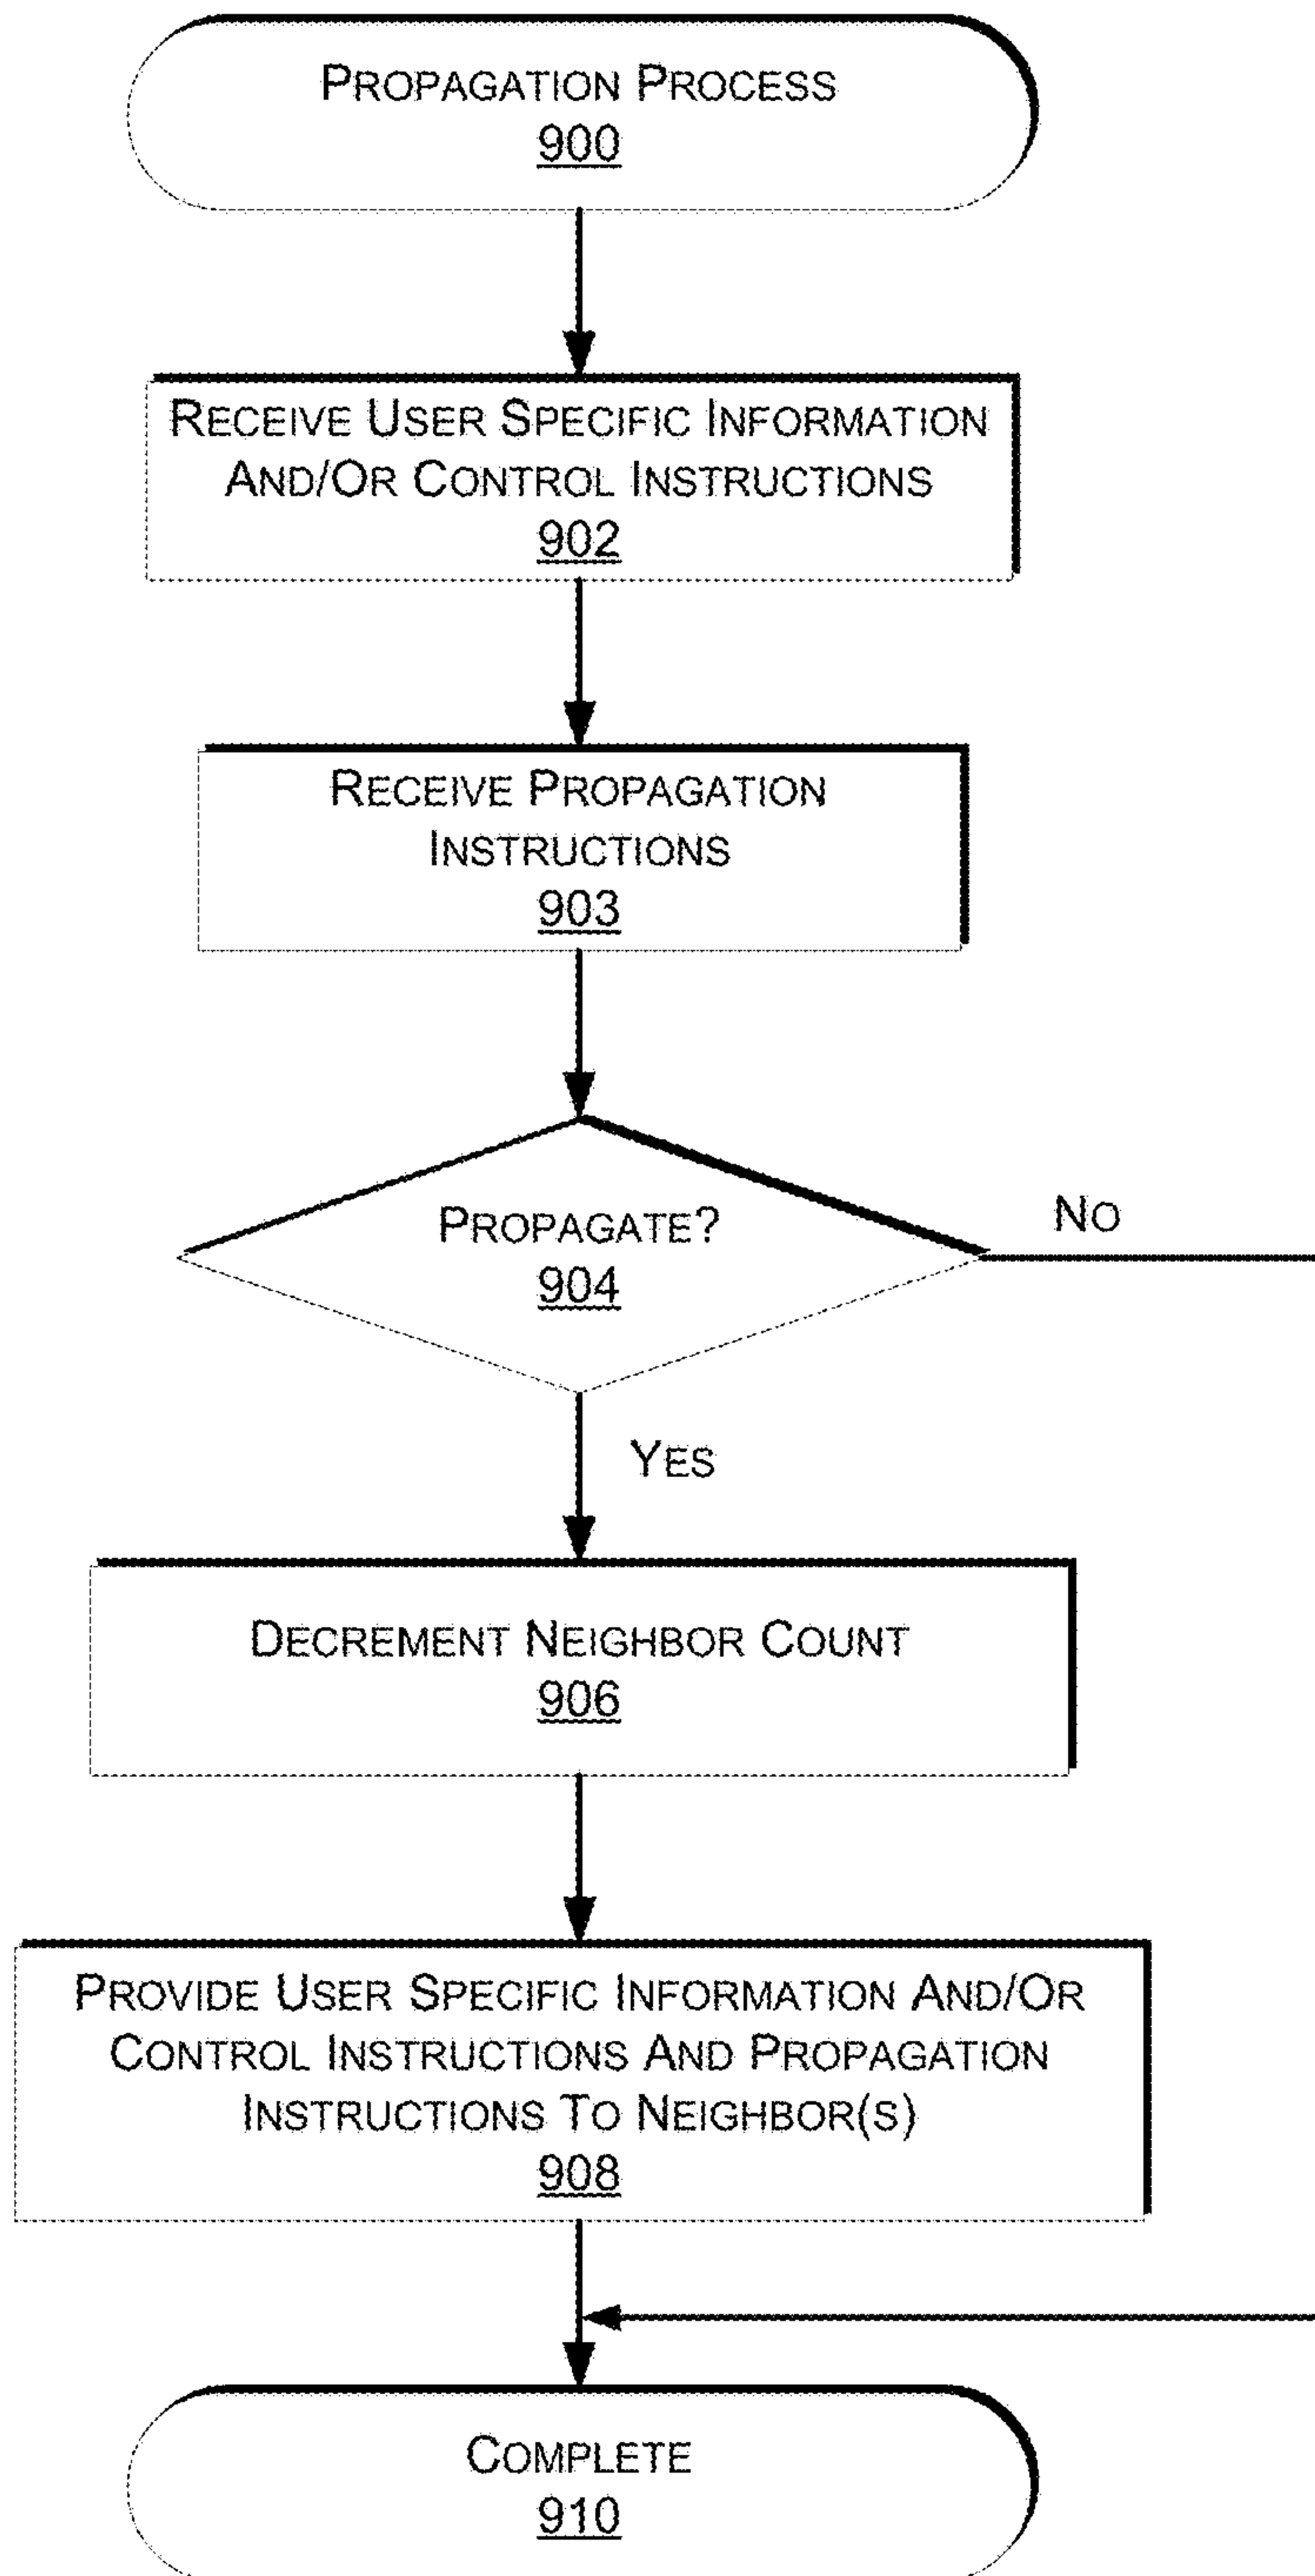 PROPAGATION PROCESS
900
RECEIVE USER SPECIFIC INFORMATION
AND/OR CONTROL INSTRUCTIONS
902
RECEIVE PROPAGATION
INSTRUCTIONS
903
PROPAGATE?
904
NO
YES
DECREMENT NEIGHBOR COUNT
906
PROVIDE USER SPECIFIC INFORMATION AND/OR
CONTROL INSTRUCTIONS AND PROPAGATION
INSTRUCTIONS TO NEIGHBOR(S)
908
COMPLETE
910